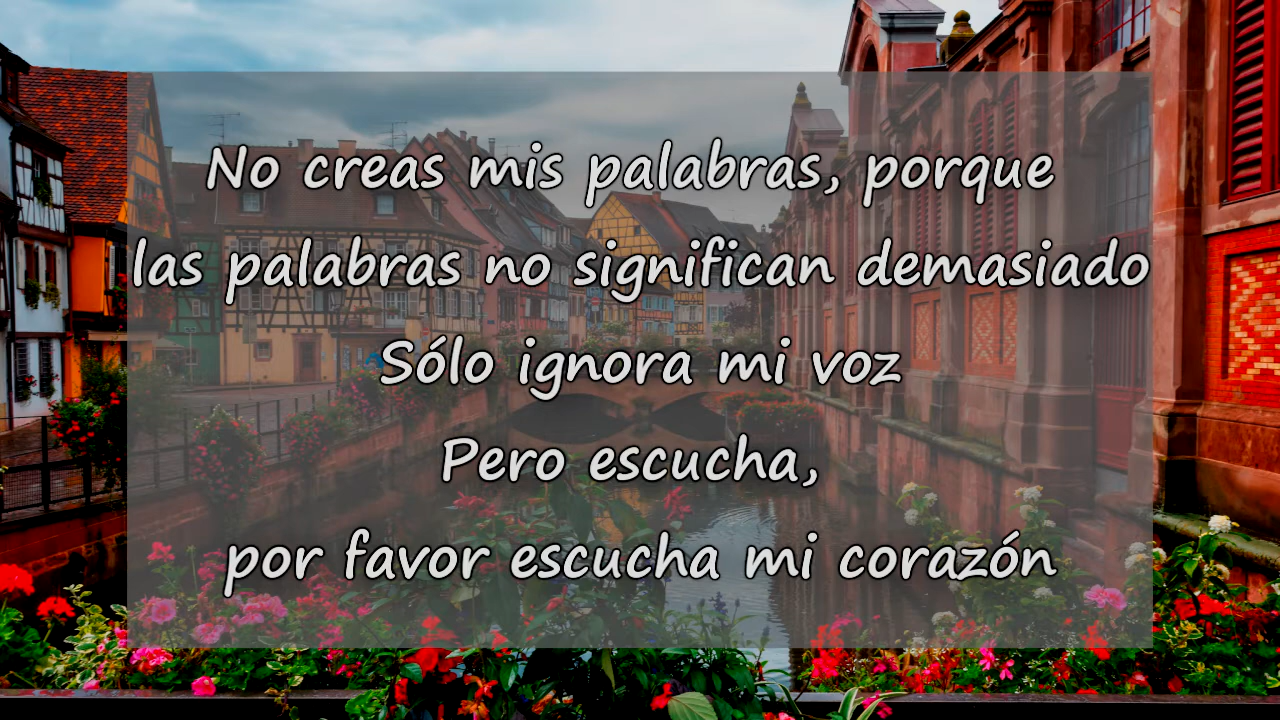 No creas mis palabras, porque
las palabras no significan demasiado
Sólo ignora mi voz
Pero escucha,
por favor escucha mi corazón